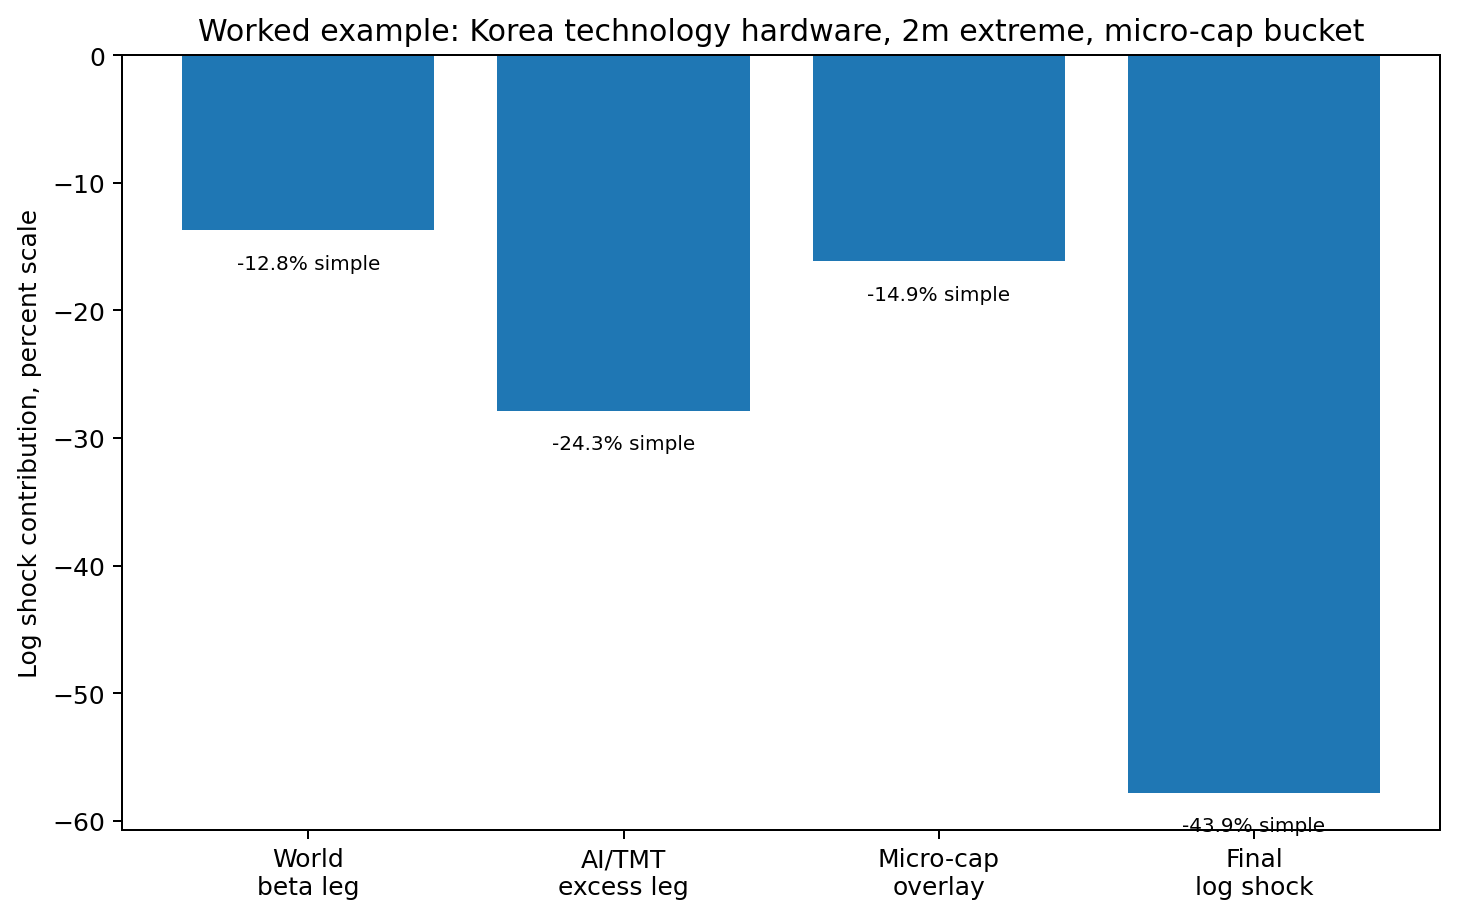 Worked example: Korea technology hardware, 2m extreme, micro-cap bucket
Log shock contribution, percent scale
0
−10
−20
−30
−40
−50
−60
-12.8% simple
-24.3% simple
-14.9% simple
-43.9% simple
World
beta leg
AI/TMT
excess leg
Micro-cap
overlay
Final
log shock